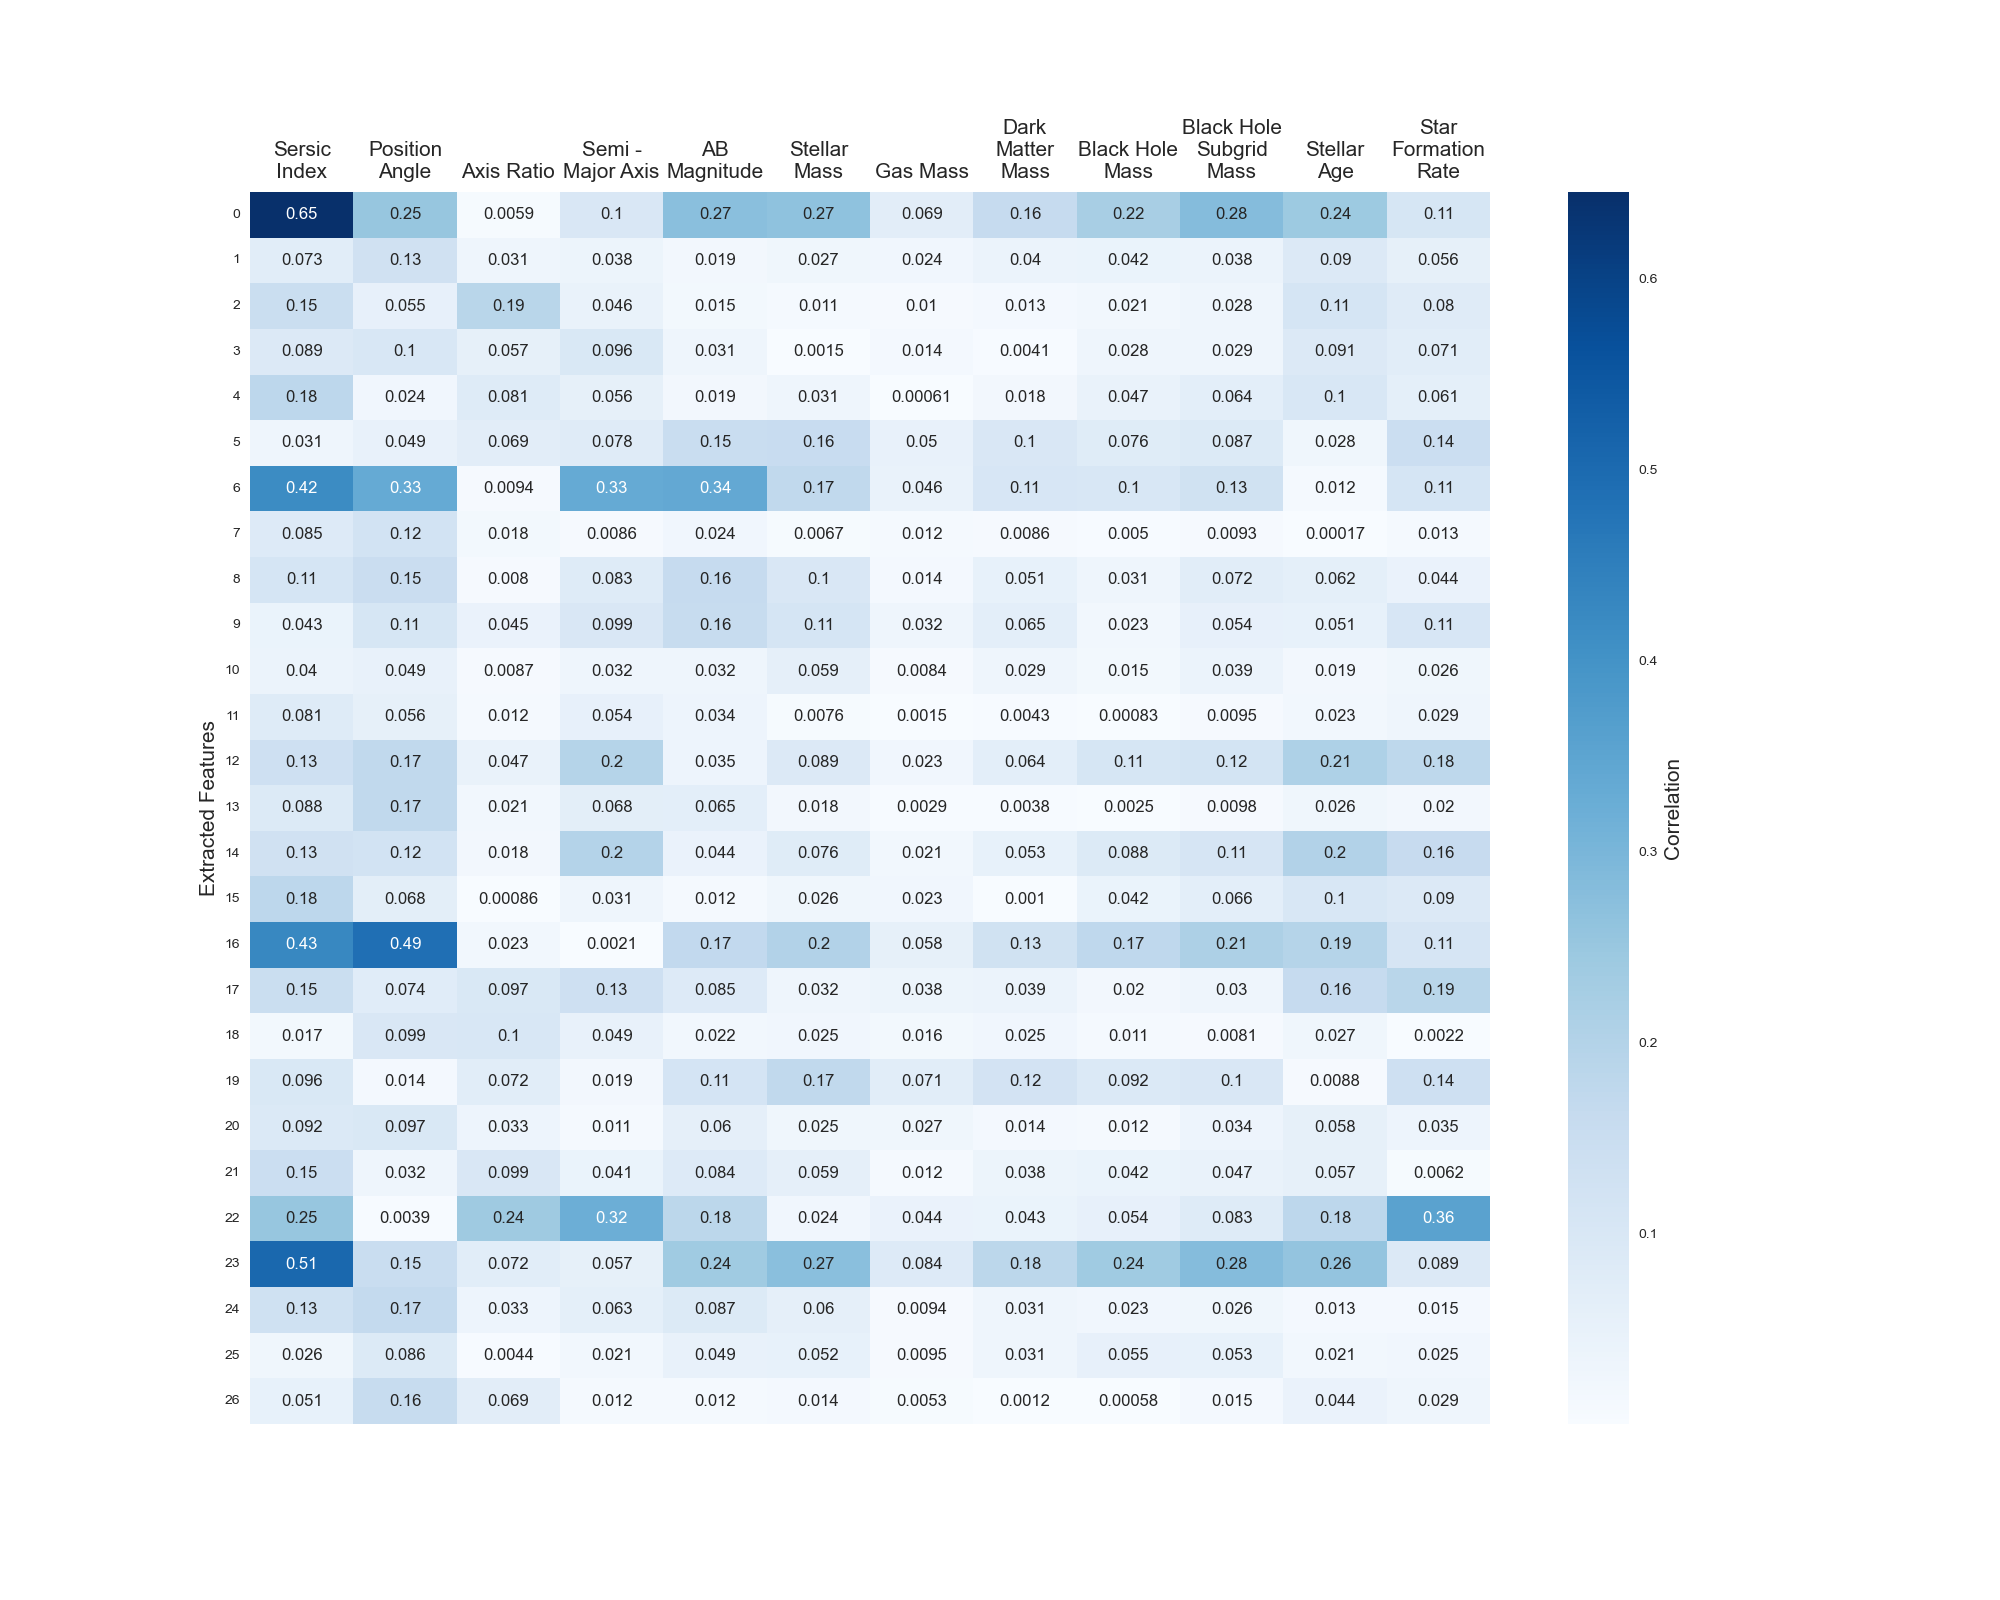 Sersic Index
Position Angle
Axis Ratio
Semi - Major Axis
AB Magnitude
Stellar Mass
Gas Mass
Dark Matter Mass
Black Hole Mass
Black Hole Subgrid Mass
Stellar Age
Star Formation Rate
0 0.65 0.25 0.0059 0.1 0.27 0.27 0.069 0.16 0.22 0.28 0.24 0.11
1 0.073 0.13 0.031 0.038 0.019 0.027 0.024 0.04 0.042 0.038 0.09 0.056
2 0.15 0.055 0.19 0.046 0.015 0.011 0.01 0.013 0.021 0.028 0.11 0.08
3 0.089 0.1 0.057 0.096 0.031 0.0015 0.014 0.0041 0.028 0.029 0.091 0.071
4 0.18 0.024 0.081 0.056 0.019 0.031 0.00061 0.018 0.047 0.064 0.1 0.061
5 0.031 0.049 0.069 0.078 0.15 0.16 0.05 0.1 0.076 0.087 0.028 0.14
6 0.42 0.33 0.0094 0.33 0.34 0.17 0.046 0.11 0.1 0.13 0.012 0.11
7 0.085 0.12 0.018 0.0086 0.024 0.0067 0.012 0.0086 0.005 0.0093 0.00017 0.013
8 0.11 0.15 0.008 0.083 0.16 0.1 0.014 0.051 0.031 0.072 0.062 0.044
9 0.043 0.11 0.045 0.099 0.16 0.11 0.032 0.065 0.023 0.054 0.051 0.11
10 0.04 0.049 0.0087 0.032 0.032 0.059 0.0084 0.029 0.015 0.039 0.019 0.026
11 0.081 0.056 0.012 0.054 0.034 0.0076 0.0015 0.0043 0.00083 0.0095 0.023 0.029
12 0.13 0.17 0.047 0.2 0.035 0.089 0.023 0.064 0.11 0.12 0.21 0.18
13 0.088 0.17 0.021 0.068 0.065 0.018 0.0029 0.0038 0.0025 0.0098 0.026 0.02
14 0.13 0.12 0.018 0.2 0.044 0.076 0.021 0.053 0.088 0.11 0.2 0.16
15 0.18 0.068 0.00086 0.031 0.012 0.026 0.023 0.001 0.042 0.066 0.1 0.09
16 0.43 0.49 0.023 0.0021 0.17 0.2 0.058 0.13 0.17 0.21 0.19 0.11
17 0.15 0.074 0.097 0.13 0.085 0.032 0.038 0.039 0.02 0.03 0.16 0.19
18 0.017 0.099 0.1 0.049 0.022 0.025 0.016 0.025 0.011 0.0081 0.027 0.0022
19 0.096 0.014 0.072 0.019 0.11 0.17 0.071 0.12 0.092 0.1 0.0088 0.14
20 0.092 0.097 0.033 0.011 0.06 0.025 0.027 0.014 0.012 0.034 0.058 0.035
21 0.15 0.032 0.099 0.041 0.084 0.059 0.012 0.038 0.042 0.047 0.057 0.0062
22 0.25 0.0039 0.24 0.32 0.18 0.024 0.044 0.043 0.054 0.083 0.18 0.36
23 0.51 0.15 0.072 0.057 0.24 0.27 0.084 0.18 0.24 0.28 0.26 0.089
24 0.13 0.17 0.033 0.063 0.087 0.06 0.0094 0.031 0.023 0.026 0.013 0.015
25 0.026 0.086 0.0044 0.021 0.049 0.052 0.0095 0.031 0.055 0.053 0.021 0.025
26 0.051 0.16 0.069 0.012 0.012 0.014 0.0053 0.0012 0.00058 0.015 0.044 0.029
Extracted Features
0.6
0.5
0.4
0.3
0.2
0.1
Correlation